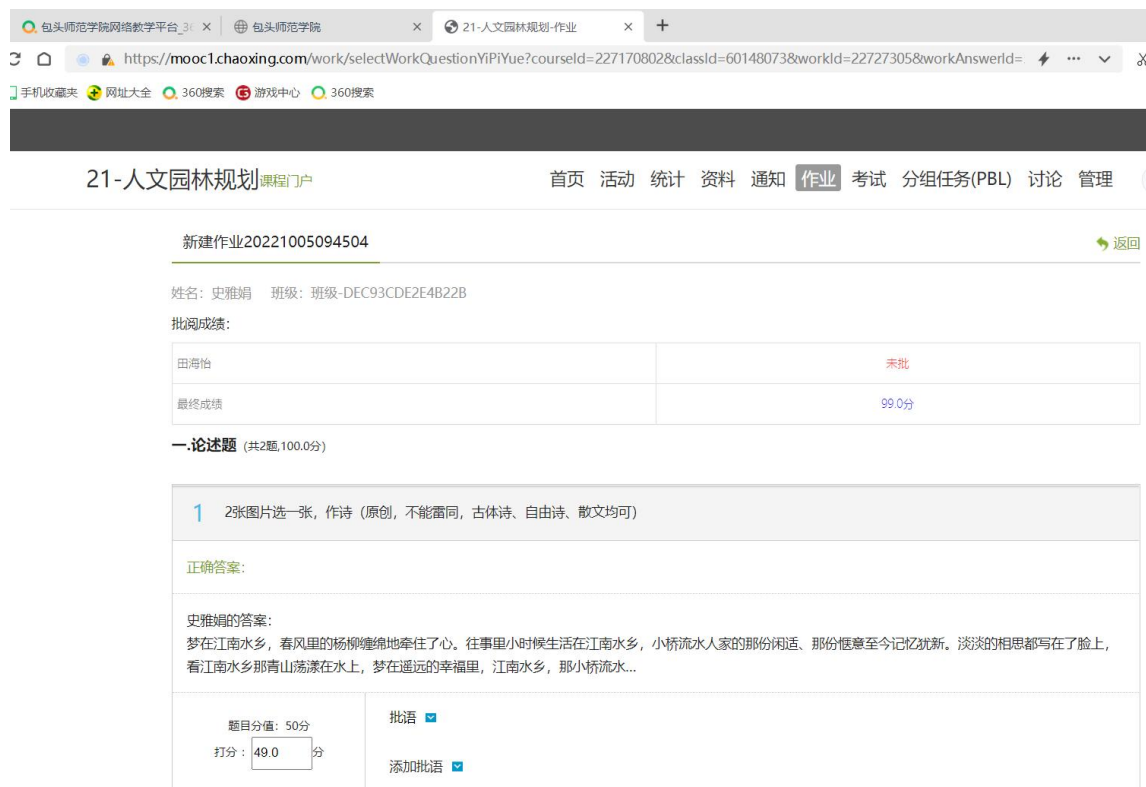 包头师范学院网络教学平台_3
包头师范学院
21-人文园林规划-作业
https://mooc1.chaoxing.com/work/selectWorkQuestionYiPiYue?courseId=227170802&classId=60148073&workId=22727305&workAnswerId=
手机收藏夹 网址大全 360搜索 游戏中心 360搜索
21-人文园林规划课程门户 首页 活动 统计 资料 通知 作业 考试 分组任务(PBL) 讨论 管理
新建作业20221005094504 返回
姓名：史雅娟 班级：班级-DEC93CDE2E4B22B
批阅成绩：
田海怡 未批
最终成绩 99.0分
一.论述题 (共2题,100.0分)
1 2张图片选一张，作诗（原创，不能雷同，古体诗、自由诗、散文均可）
正确答案：
史雅娟的答案：
梦在江南水乡，春风里的杨柳缠绵地牵住了心。往事里小时候生活在江南水乡，小桥流水人家的那份闲适、那份惬意至今记忆犹新。淡淡的相思都写在了脸上，
看江南水乡那青山荡漾在水上，梦在遥远的幸福里，江南水乡，那小桥流水...
题目分值：50分
打分：49.0 分
批语
添加批语